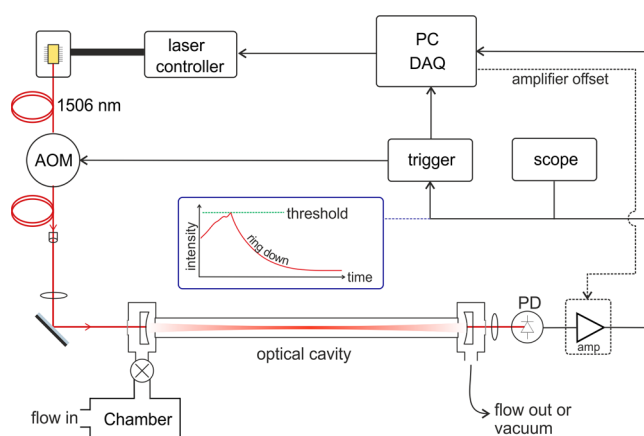 laser
controller
PC
DAQ
amplifier offset
1506 nm
AOM
trigger
scope
threshold
intensity
ring down
time
PD
optical cavity
amp
flow in
Chamber
flow out or
vacuum